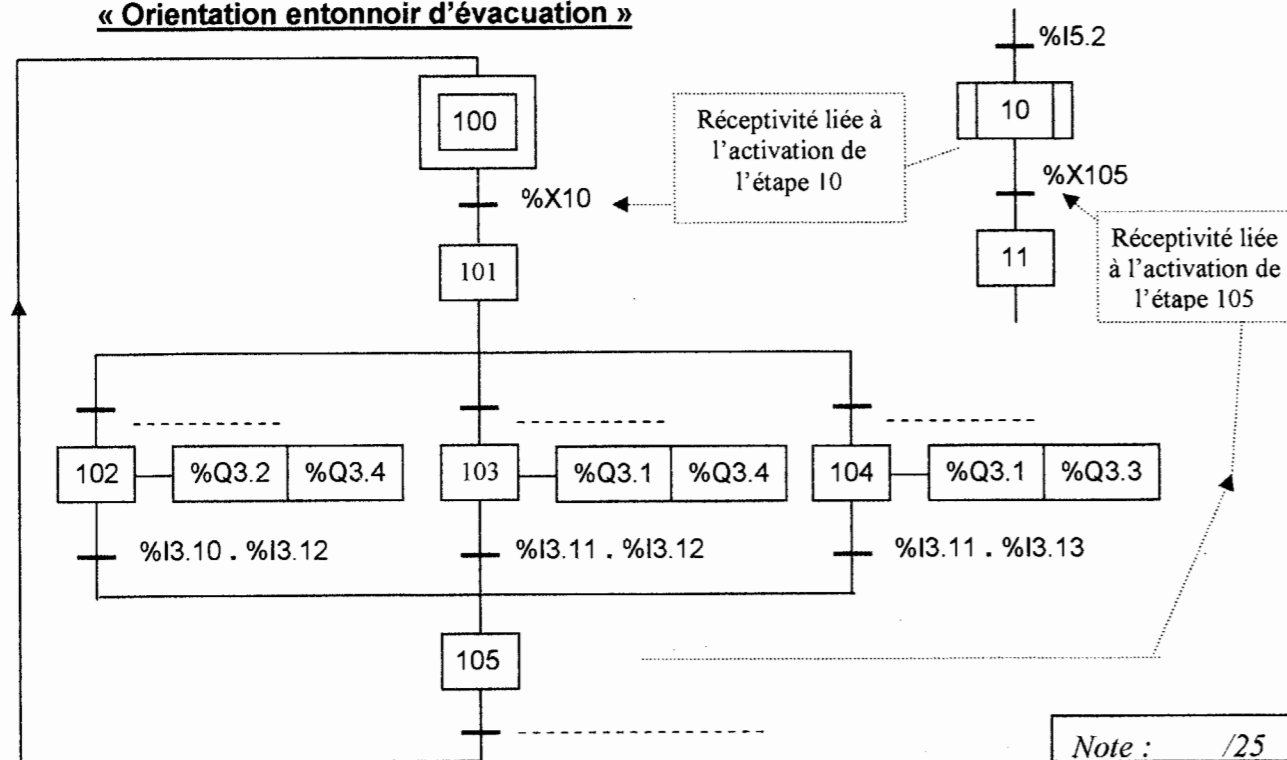 « Orientation entonnoir d'évacuation »
%I5.2
100
10
Réceptivité liée à
l'activation de
l'étape 10
%X10
%X105
101
11
Réceptivité liée
à l'activation de
l'étape 105
102
%Q3.2
%Q3.4
103
%Q3.1
%Q3.4
104
%Q3.1
%Q3.3
%I3.10 . %I3.12
%I3.11 . %I3.12
%I3.11 . %I3.13
105
Note : /25